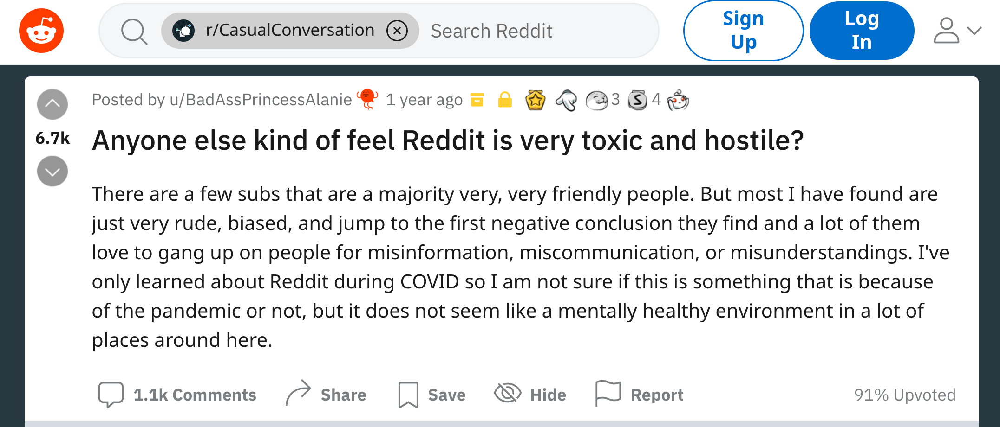 r/CasualConversation Search Reddit
Sign Up
Log In
Posted by u/BadAssPrincessAlanie 1 year ago 3 S 4
6.7k
Anyone else kind of feel Reddit is very toxic and hostile?
There are a few subs that are a majority very, very friendly people. But most I have found are
just very rude, biased, and jump to the first negative conclusion they find and a lot of them
love to gang up on people for misinformation, miscommunication, or misunderstandings. I've
only learned about Reddit during COVID so I am not sure if this is something that is because
of the pandemic or not, but it does not seem like a mentally healthy environment in a lot of
places around here.
1.1k Comments Share Save Hide Report 91% Upvoted